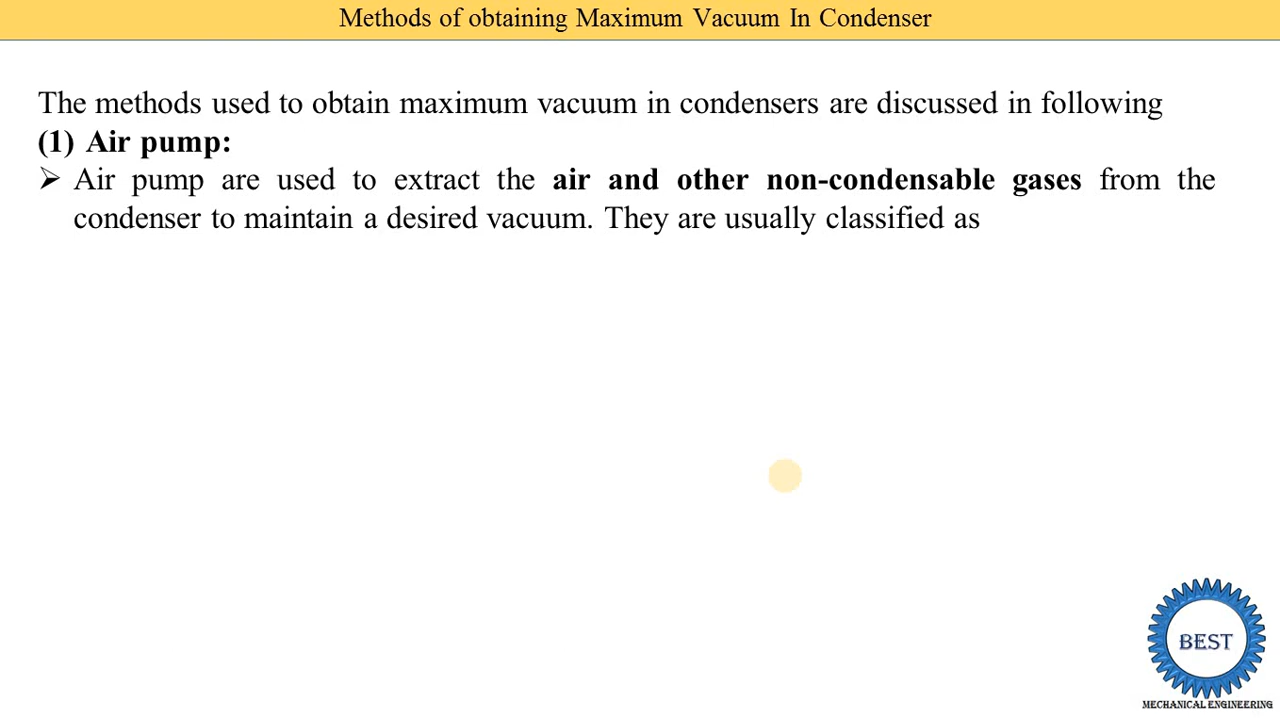 Methods of obtaining Maximum Vacuum In Condenser
The methods used to obtain maximum vacuum in condensers are discussed in following
(1) Air pump:
➢ Air pump are used to extract the air and other non-condensable gases from the
condenser to maintain a desired vacuum. They are usually classified as
BEST
MECHANICAL ENGINEERING